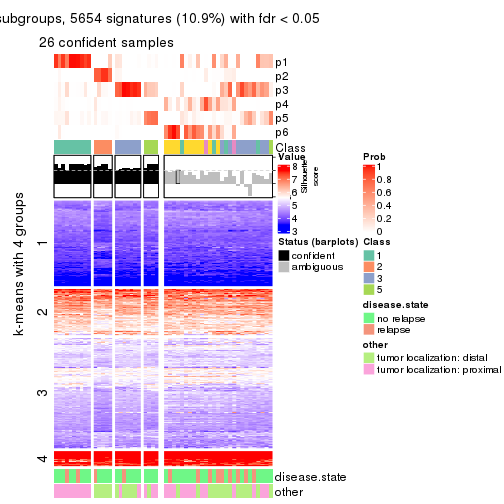 subgroups, 5654 signatures (10.9%) with fdr < 0.05
26 confident samples
p1
p2
p3
p4
p5
p6
Class
k-means with 4 groups
1
2
3
4
Silhouette
score
Value
8
7
6
5
4
3
Status (barplots)
confident
ambiguous
Prob
1
0.8
0.6
0.4
0.2
0
Class
1
2
3
5
disease.state
no relapse
relapse
other
tumor localization: distal
tumor localization: proximal
disease.state
other